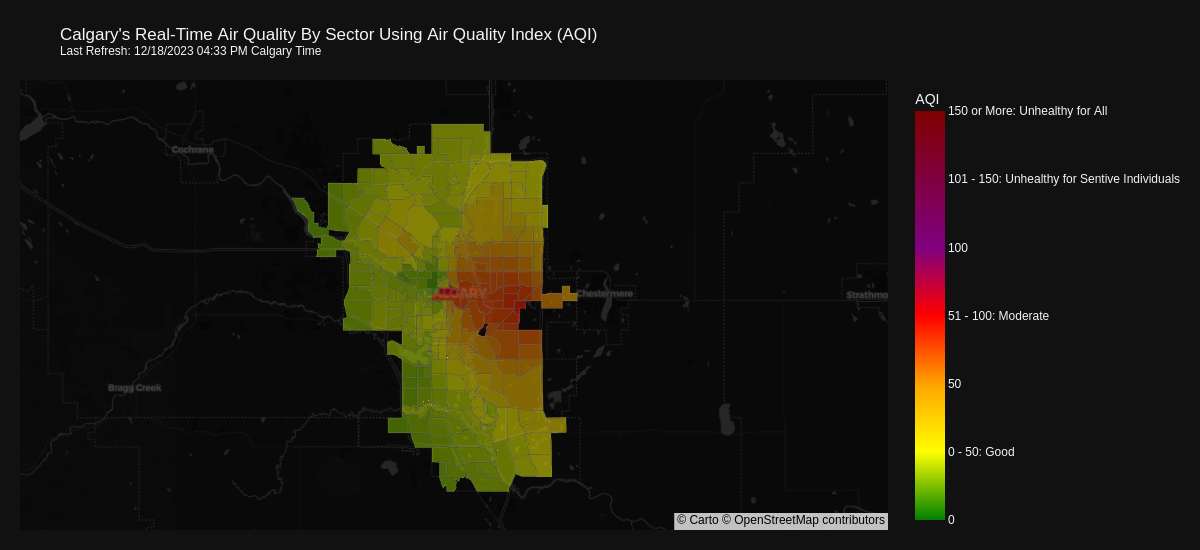 Calgary's Real-Time Air Quality By Sector Using Air Quality Index (AQI)
Last Refresh: 12/18/2023 04:33 PM Calgary Time
AQI
150 or More: Unhealthy for All
101 - 150: Unhealthy for Sentive Individuals
100
51 - 100: Moderate
50
0 - 50: Good
0
Cochrane
CALGARY
Chestermere
Strathmo
Bragg Creek
© Carto © OpenStreetMap contributors